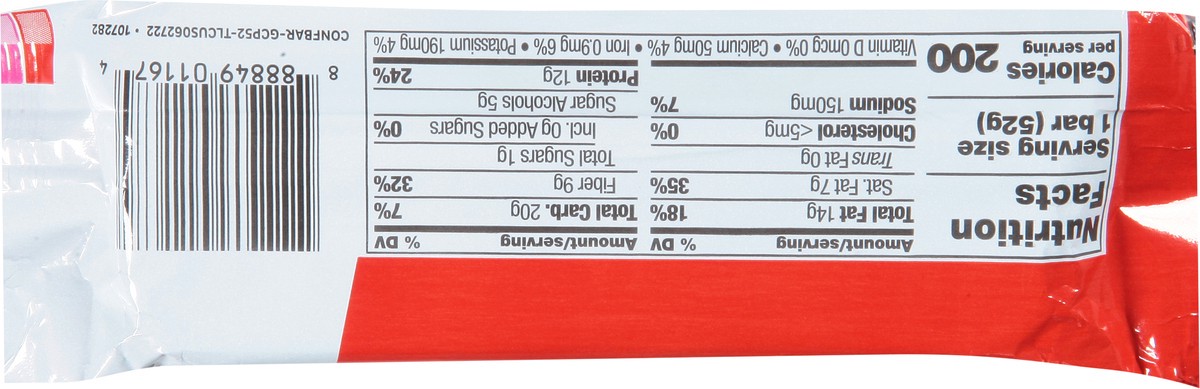 Nutrition
Facts
Serving size
1 bar (52g)
Calories
per serving
200
Amount/serving % DV
Total Fat 14g 18%
Sat. Fat 7g 35%
Trans Fat 0g
Cholesterol <5mg 0%
Sodium 150mg 7%
Amount/serving % DV
Total Carb. 20g 7%
Fiber 9g 32%
Total Sugars 1g
Incl. 0g Added Sugars 0%
Sugar Alcohols 5g
Protein 12g 24%
Vitamin D 0mcg 0% • Calcium 50mg 4% • Iron 0.9mg 6% • Potassium 190mg 4%
8 88849 01167 4
CONFBAR-GCP52-TLCUS062722 • 107282